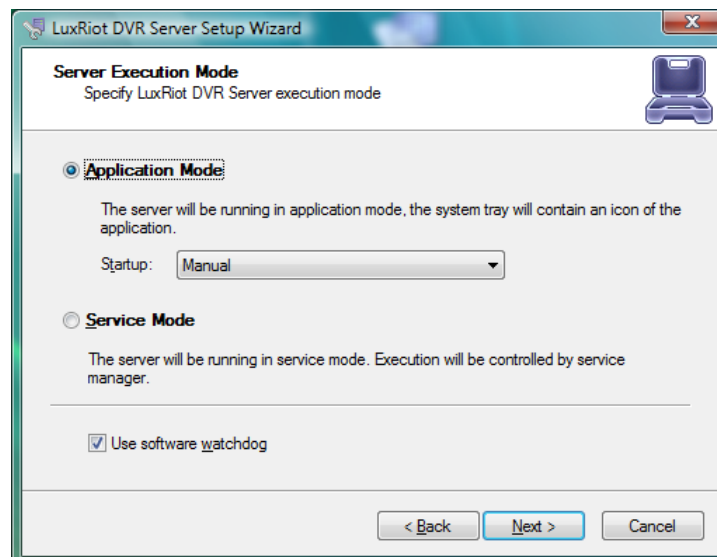 LuxRiot DVR Server Setup Wizard
Server Execution Mode
Specify LuxRiot DVR Server execution mode
Application Mode
The server will be running in application mode, the system tray will contain an icon of the
application.
Startup: Manual
Service Mode
The server will be running in service mode. Execution will be controlled by service
manager.
Use software watchdog
< Back Next > Cancel